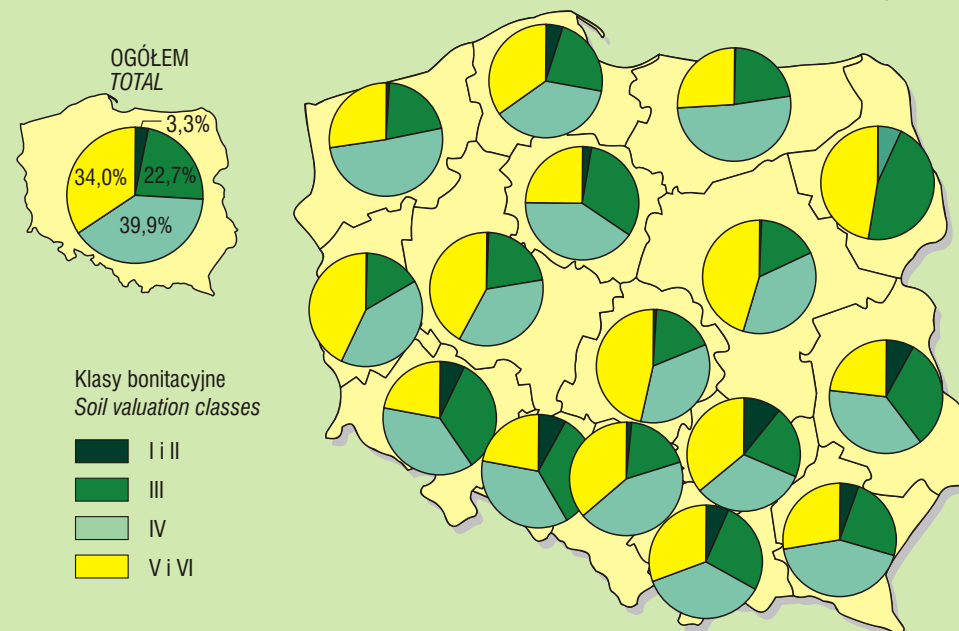 OGÓŁEM
TOTAL
3,3%
34,0%
22,7%
39,9%
Klasy bonitacyjne
Soil valuation classes
I i II
III
IV
V i VI